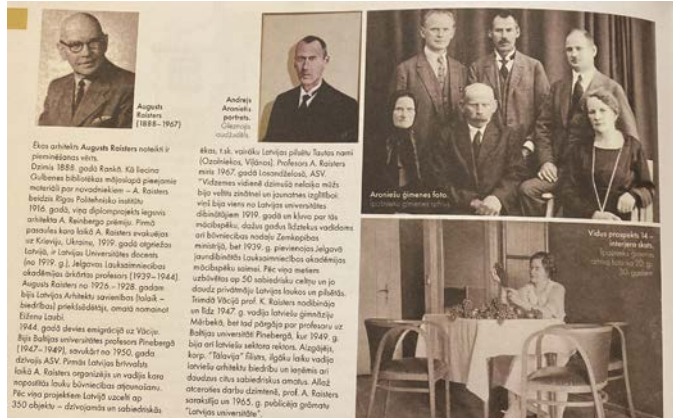 Augusts
Raisters
(1888–1967)
Ēkas arhitekts Augusts Raisters noteikti ir
pieminēšanas vērts.
Dzimis 1888. gadā Rankā. Kā liecina
Gulbenes bibliotēkas mājaslapā pieejamie
materiāli par novadniekiem – A. Raisters
beidzis Rīgas Politehnisko institūtu
1916. gadā, viņa diplomprojekts ieguvis
arhitekta A. Reinberga prēmiju. Pirmā
pasaules kara laikā A. Raisters evakuējas
uz Krieviju, Ukrainu, 1919. gadā atgriežas
Latvijā, ir Latvijas Universitātes docents
(no 1919. g.), Jelgavas Lauksaimniecības
akadēmijas ārkārtas profesors (1939–1944).
Augusts Raisters no 1926.–1928. gadam
bijis Latvijas Arhitektu savienības (tolaik –
biedrības) priekšsēdētājs, amatā nomainot
Eiženu Laubi.
1944. gadā devies emigrācijā uz Vāciju.
Bijis Baltijas universitātes profesors Pinebergā
(1947–1949), savukārt no 1950. gada
dzīvojis ASV. Pirmās Latvijas brīvvalsts
laikā A. Raisters organizējis un vadījis kara
nopostītās lauku būvniecības atjaunošanu.
Pēc viņa projektiem Latvijā uzcelti ap
350 objektu – dzīvojamās un sabiedriskās
Andrejs
Aronietis
portrets.
Gleznojis
ēkas, t.sk. vairāku Latvijas pilsētu Tautas nami
(Ozolniekos, Viļānos). Profesors A. Raisters
miris 1967. gadā Losandželosā, ASV.
"Vidzemes vidienē dzimušā nelaiķa mūžs
bija veltīts zinātnei un jaunatnes izglītībai:
viņš bija viens no Latvijas universitātes
dibinātājiem 1919. gadā un kļuva par tās
mācībspēku, dažus gadus līdztekus vadīdams
arī būvniecības nodaļu Zemkopības
ministrijā, bet 1939. g. pievienojas Jelgavā
jaundibinātās Lauksaimniecības akadēmijas
mācībspēku saimei. Pēc viņa metiem
uzbūvētas ap 50 sabiedrisku celtņu un jo
daudz privātmāju Latvijas laukos un pilsētās.
Trimdā Vācijā prof. K. Raisters nodibināja
un līdz 1947. g. vadīja latviešu ģimnāziju
Mērbekā, bet tad pārgāja par profesoru uz
Baltijas universitāti Pinebergā, kur 1949. g.
bija arī latviešu sektora rektors. Aizgājējs,
korp. "Tālavija" filistrs, ilgāku laiku vadīja
latviešu arhitektu biedrību un ieņēmis arī
daudzus citus sabiedriskus amatus. Allaž
atceroties darbu dzimtenē, prof. A. Raisters
sarakstīja un 1965. g. publicēja grāmatu
"Latvijas universitāte".
Aroniešu ģimenes foto.
Vidus prospekts 14 –
interjera skats.